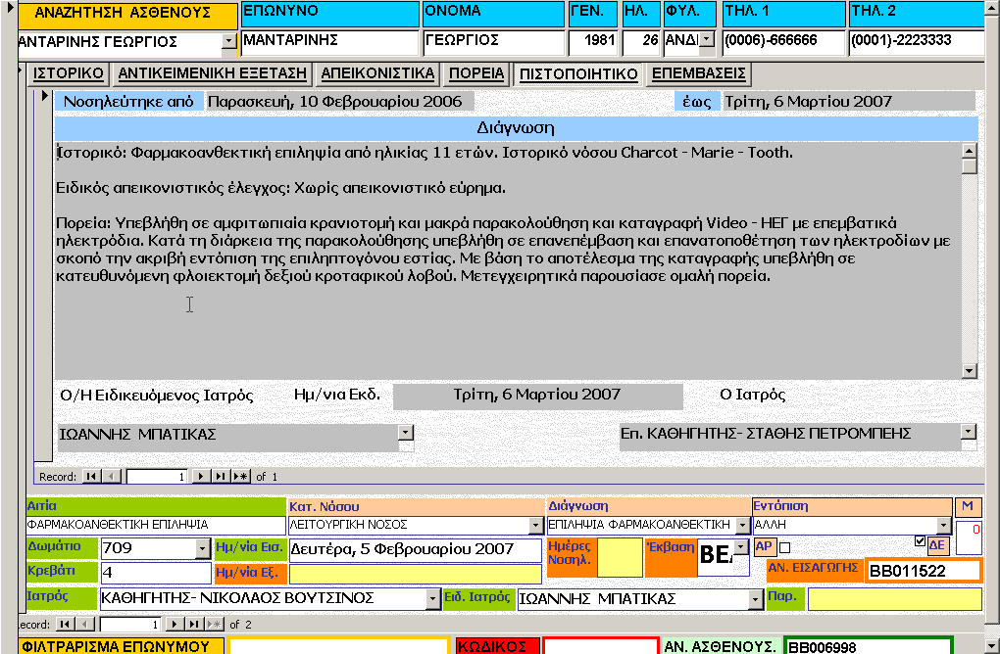 ΑΝΑΖΗΤΗΣΗ ΑΣΘΕΝΟΥΣ ΕΠΩΝΥΝΟ ΟΝΟΜΑ ΓΕΝ. ΗΛ. ΦΥΛ. ΤΗΛ. 1 ΤΗΛ. 2
ΑΝΤΑΡΙΝΗΣ ΓΕΩΡΓΙΟΣ ΜΑΝΤΑΡΙΝΗΣ ΓΕΩΡΓΙΟΣ 1981 26 ΑΝΔΙ (0006)-666666 (0001)-2223333
ΙΣΤΟΡΙΚΟ ΑΝΤΙΚΕΙΜΕΝΙΚΗ ΕΞΕΤΑΣΗ ΑΠΕΙΚΟΝΙΣΤΙΚΑ ΠΟΡΕΙΑ ΠΙΣΤΟΠΟΙΗΤΙΚΟ ΕΠΕΜΒΑΣΕΙΣ
Νοσηλεύτηκε από Παρασκευή, 10 Φεβρουαρίου 2006 έως Τρίτη, 6 Μαρτίου 2007
Διάγνωση
Ιστορικό: Φαρμακοανθεκτική επιληψία από ηλικίας 11 ετών. Ιστορικό νόσου Charcot - Marie - Tooth.
Ειδικός απεικονιστικός έλεγχος: Χωρίς απεικονιστικό εύρημα.
Πορεία: Υπεβλήθη σε αμφιτωπιαία κρανιοτομή και μακρά παρακολούθηση και καταγραφή Video - ΗΕΓ με επεμβατικά
ηλεκτρόδια. Κατά τη διάρκεια της παρακολούθησης υπεβλήθη σε επανεπέμβαση και επανατοποθέτηση των ηλεκτροδίων με
σκοπό την ακριβή εντόπιση της επιληπτογόνου εστίας. Με βάση το αποτέλεσμα της καταγραφής υπεβλήθη σε
κατευθυνόμενη φλοιεκτομή δεξιού κροταφικού λοβού. Μετεγχειρητικά παρουσίασε ομαλή πορεία.
Ο/Η Ειδικευόμενος Ιατρός Ημ/νια Εκδ. Τρίτη, 6 Μαρτίου 2007 Ο Ιατρός
ΙΩΑΝΝΗΣ ΜΠΑΤΙΚΑΣ Επ. ΚΑΘΗΓΗΤΗΣ- ΣΤΑΘΗΣ ΠΕΤΡΟΜΠΕΗΣ
Record: 1 of 1
Αιτία Κατ. Νόσου Διάγνωση Εντόπιση Μ
ΦΑΡΜΑΚΟΑΝΘΕΚΤΙΚΗ ΕΠΙΛΗΨΙΑ ΛΕΙΤΟΥΡΓΙΚΗ ΝΟΣΟΣ ΕΠΙΛΗΨΙΑ ΦΑΡΜΑΚΟΑΝΘΕΚΤΙΚΗ ΑΛΛΗ 0
Δωμάτιο 709 Ημ/νία Εισ. Δευτέρα, 5 Φεβρουαρίου 2007 Ημέρες Νοσηλ. Έκβαση ΒΕΛ ΑΡ ΔΕ
Κρεβάτι 4 Ημ/νία Εξ. ΑΝ. ΕΙΣΑΓΩΓΗΣ BB011522
Ιατρός ΚΑΘΗΓΗΤΗΣ- ΝΙΚΟΛΑΟΣ ΒΟΥΤΣΙΝΟΣ Ειδ. Ιατρός ΙΩΑΝΝΗΣ ΜΠΑΤΙΚΑΣ Παρ.
ecord: 1 of 2
ΦΙΛΤΡΑΡΙΣΜΑ ΕΠΩΝΥΜΟΥ ΚΩΔΙΚΟΣ ΑΝ. ΑΣΘΕΝΟΥΣ. BB006998